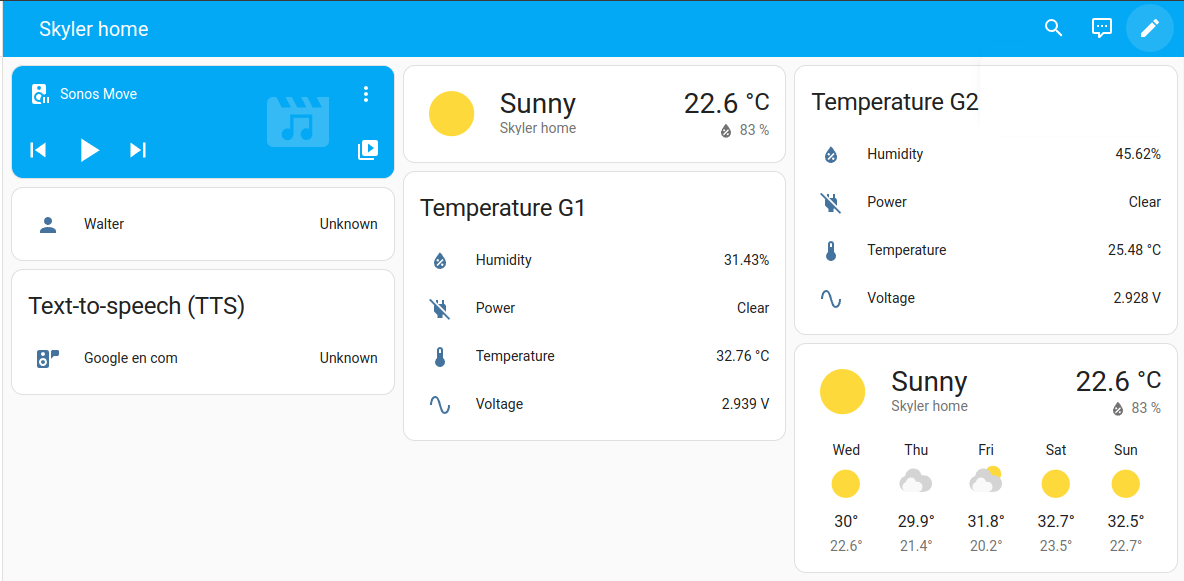 Skyler home
Sonos Move
Walter Unknown
Text-to-speech (TTS)
Google en com Unknown
Sunny 22.6 °C
Skyler home 83 %
Temperature G1
Humidity 31.43%
Power Clear
Temperature 32.76 °C
Voltage 2.939 V
Temperature G2
Humidity 45.62%
Power Clear
Temperature 25.48 °C
Voltage 2.928 V
Sunny 22.6 °C
Skyler home 83 %
Wed Thu Fri Sat Sun
30° 29.9° 31.8° 32.7° 32.5°
22.6° 21.4° 20.2° 23.5° 22.7°